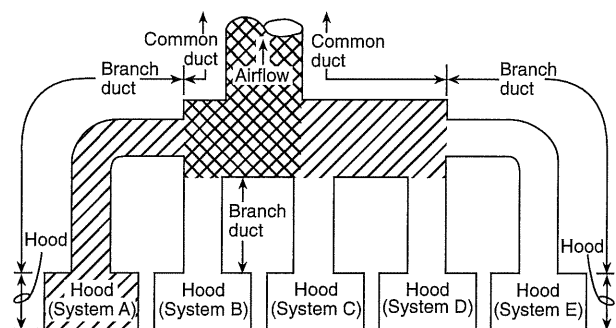 Common
duct
Common
duct
Branch
duct
Airflow
Branch
duct
Branch
duct
Hood
Hood
Hood
(System A)
Hood
(System B)
Hood
(System C)
Hood
(System D)
Hood
(System E)